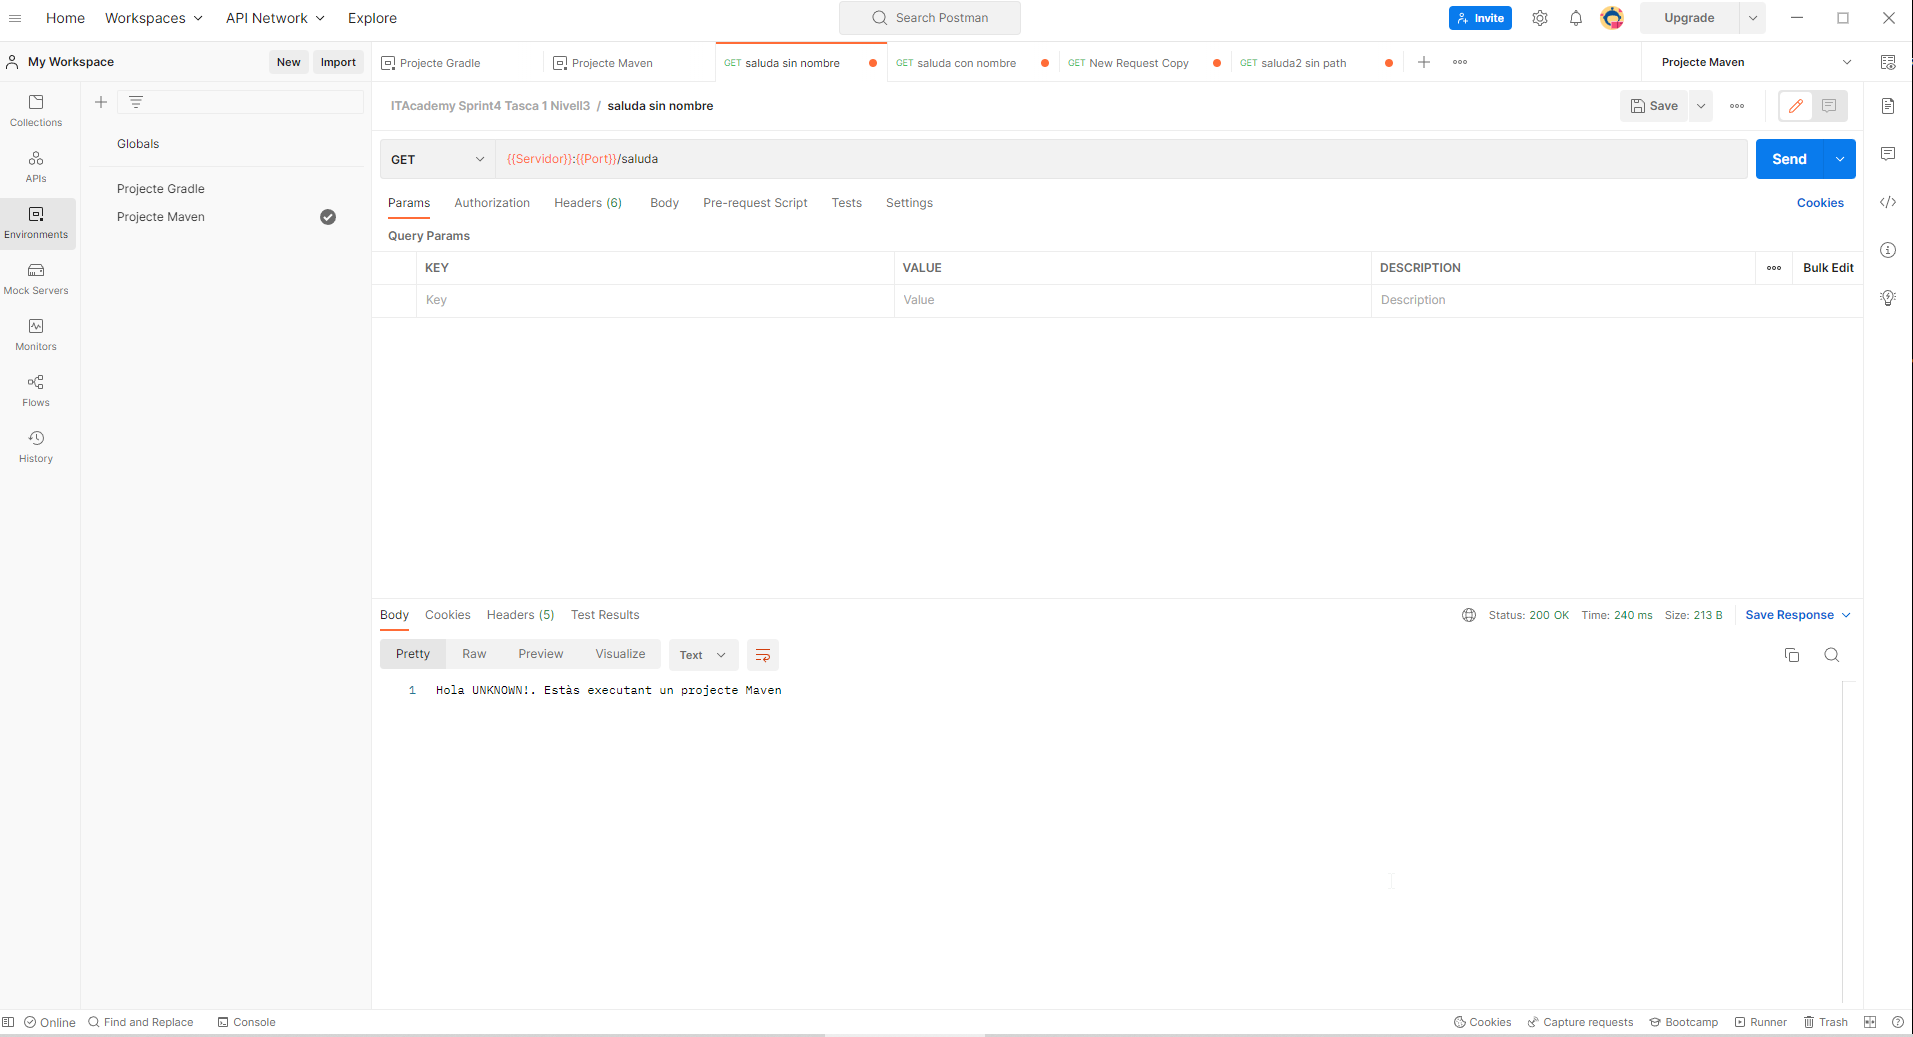 Home Workspaces API Network Explore Search Postman Invite Upgrade
My Workspace New Import Projecte Gradle Projecte Maven GET saluda sin nombre GET saluda con nombre GET New Request Copy GET saluda2 sin path Projecte Maven
Collections
APIs
Environments
Mock Servers
Monitors
Flows
History
Globals
Projecte Gradle
Projecte Maven
ITAcademy Sprint4 Tasca 1 Nivell3 / saluda sin nombre Save
GET {{Servidor}}:{{Port}}/saluda Send
Params Authorization Headers (6) Body Pre-request Script Tests Settings Cookies
Query Params
KEY VALUE DESCRIPTION Bulk Edit
Key Value Description
Body Cookies Headers (5) Test Results Status: 200 OK Time: 240 ms Size: 213 B Save Response
Pretty Raw Preview Visualize Text
1 Hola UNKNOWN!. Estàs executant un projecte Maven
Online Find and Replace Console Cookies Capture requests Bootcamp Runner Trash